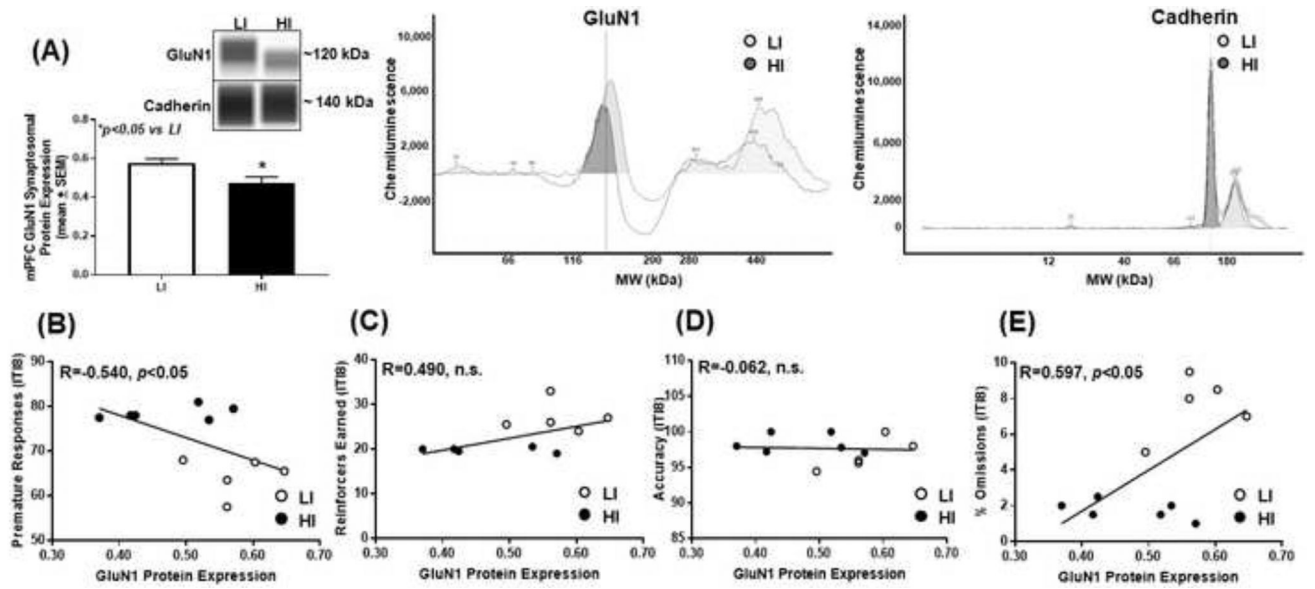 (A)
LI HI
GluN1 ~120 kDa
Cadherin ~ 140 kDa
*p<0.05 vs LI
mPFC GluN1 Synaptosomal
Protein Expression
(mean ± SEM)
0.8
0.6
0.4
0.2
0.0
*
LI HI
GluN1
LI
HI
Chemiluminescence
10,000
6,000
2,000
-2,000
66 116 200 280 440
MW (kDa)
Cadherin
LI
HI
Chemiluminescence
14,000
10,000
6,000
2,000
0
12 40 66 180
MW (kDa)
(B)
R=-0.540, p<0.05
Premature Responses (ITI8)
90
80
70
60
50
LI
HI
0.30 0.40 0.50 0.60 0.70
GluN1 Protein Expression
(C)
R=0.490, n.s.
Reinforcers Earned (ITI8)
40
30
20
10
0
LI
HI
0.30 0.40 0.50 0.60 0.70
GluN1 Protein Expression
(D)
R=-0.062, n.s.
Accuracy (ITI8)
110
105
100
95
90
85
LI
HI
0.30 0.40 0.50 0.60 0.70
GluN1 Protein Expression
(E)
R=0.597, p<0.05
% Omissions (ITI8)
10
8
6
4
2
0
LI
HI
0.30 0.40 0.50 0.60 0.70
GluN1 Protein Expression